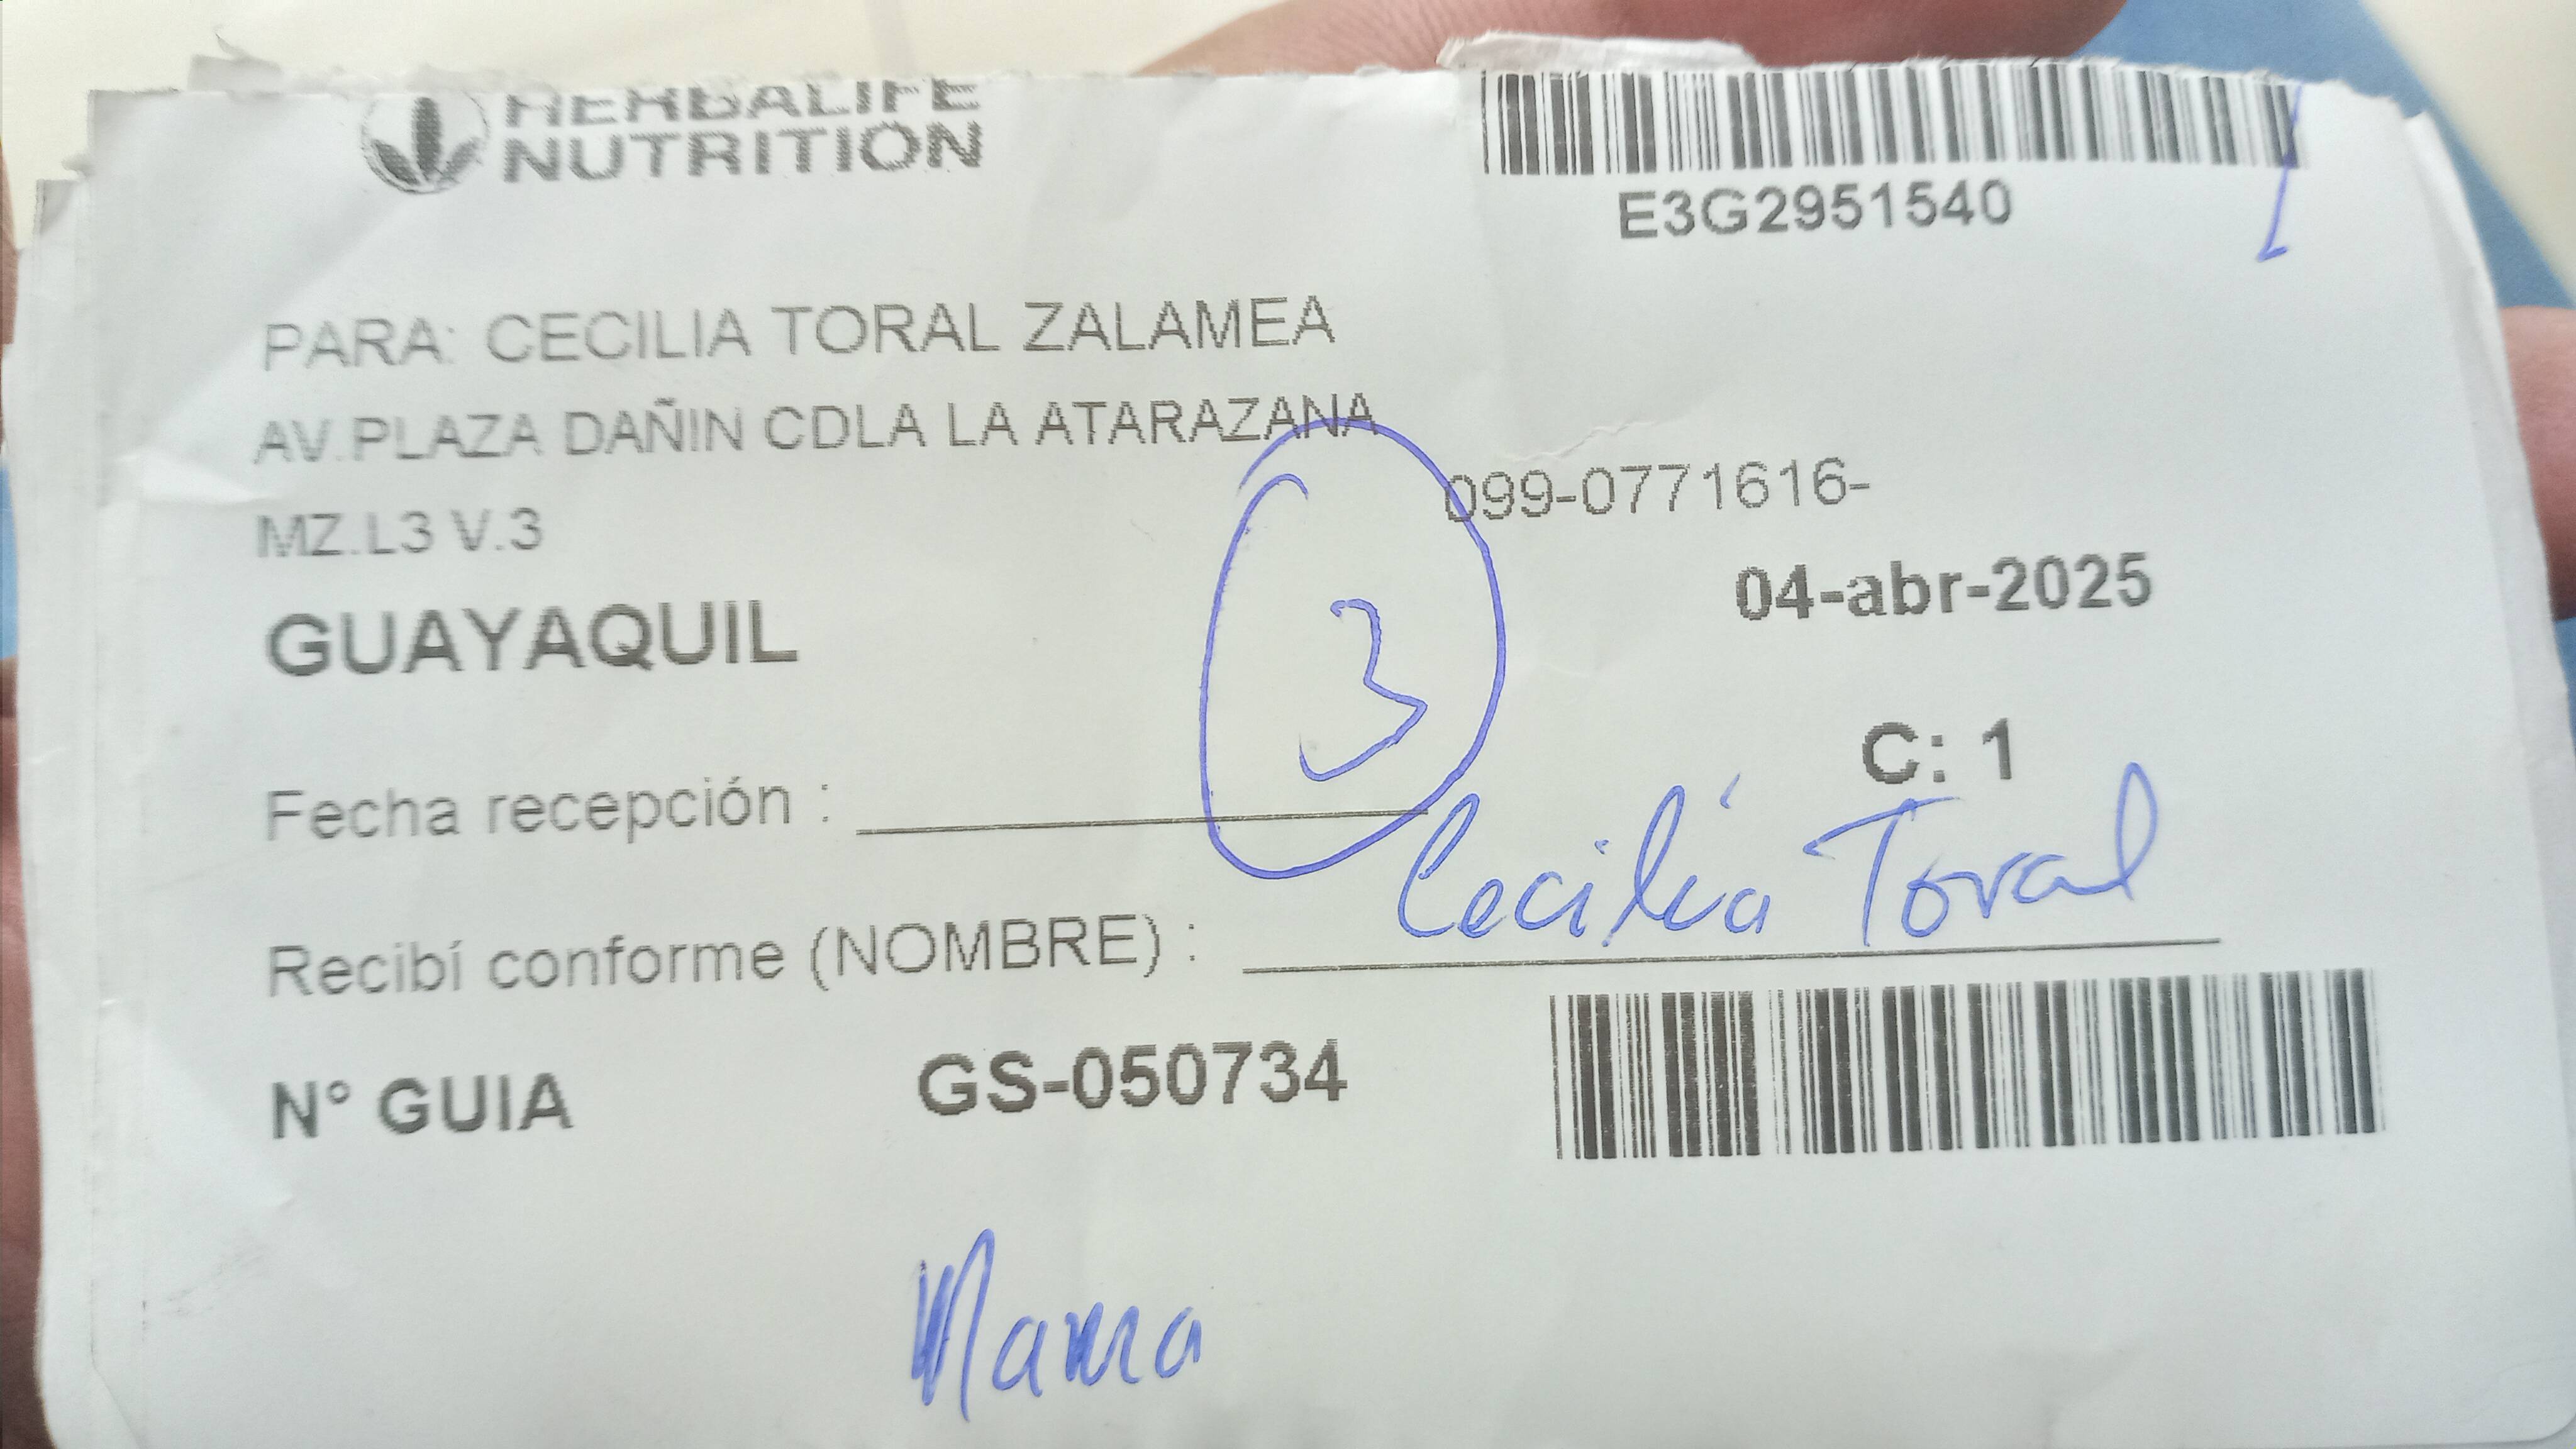 HERBALIFE
NUTRITION
E3G2951540
PARA: CECILIA TORAL ZALAMEA
AV.PLAZA DAÑIN CDLA LA ATARAZANA
099-0771616-
MZ.L3 V.3
04-abr-2025
GUAYAQUIL
3
C: 1
Fecha recepción :
Recibí conforme (NOMBRE) : Cecilia Toral
N° GUIA GS-050734
Mama